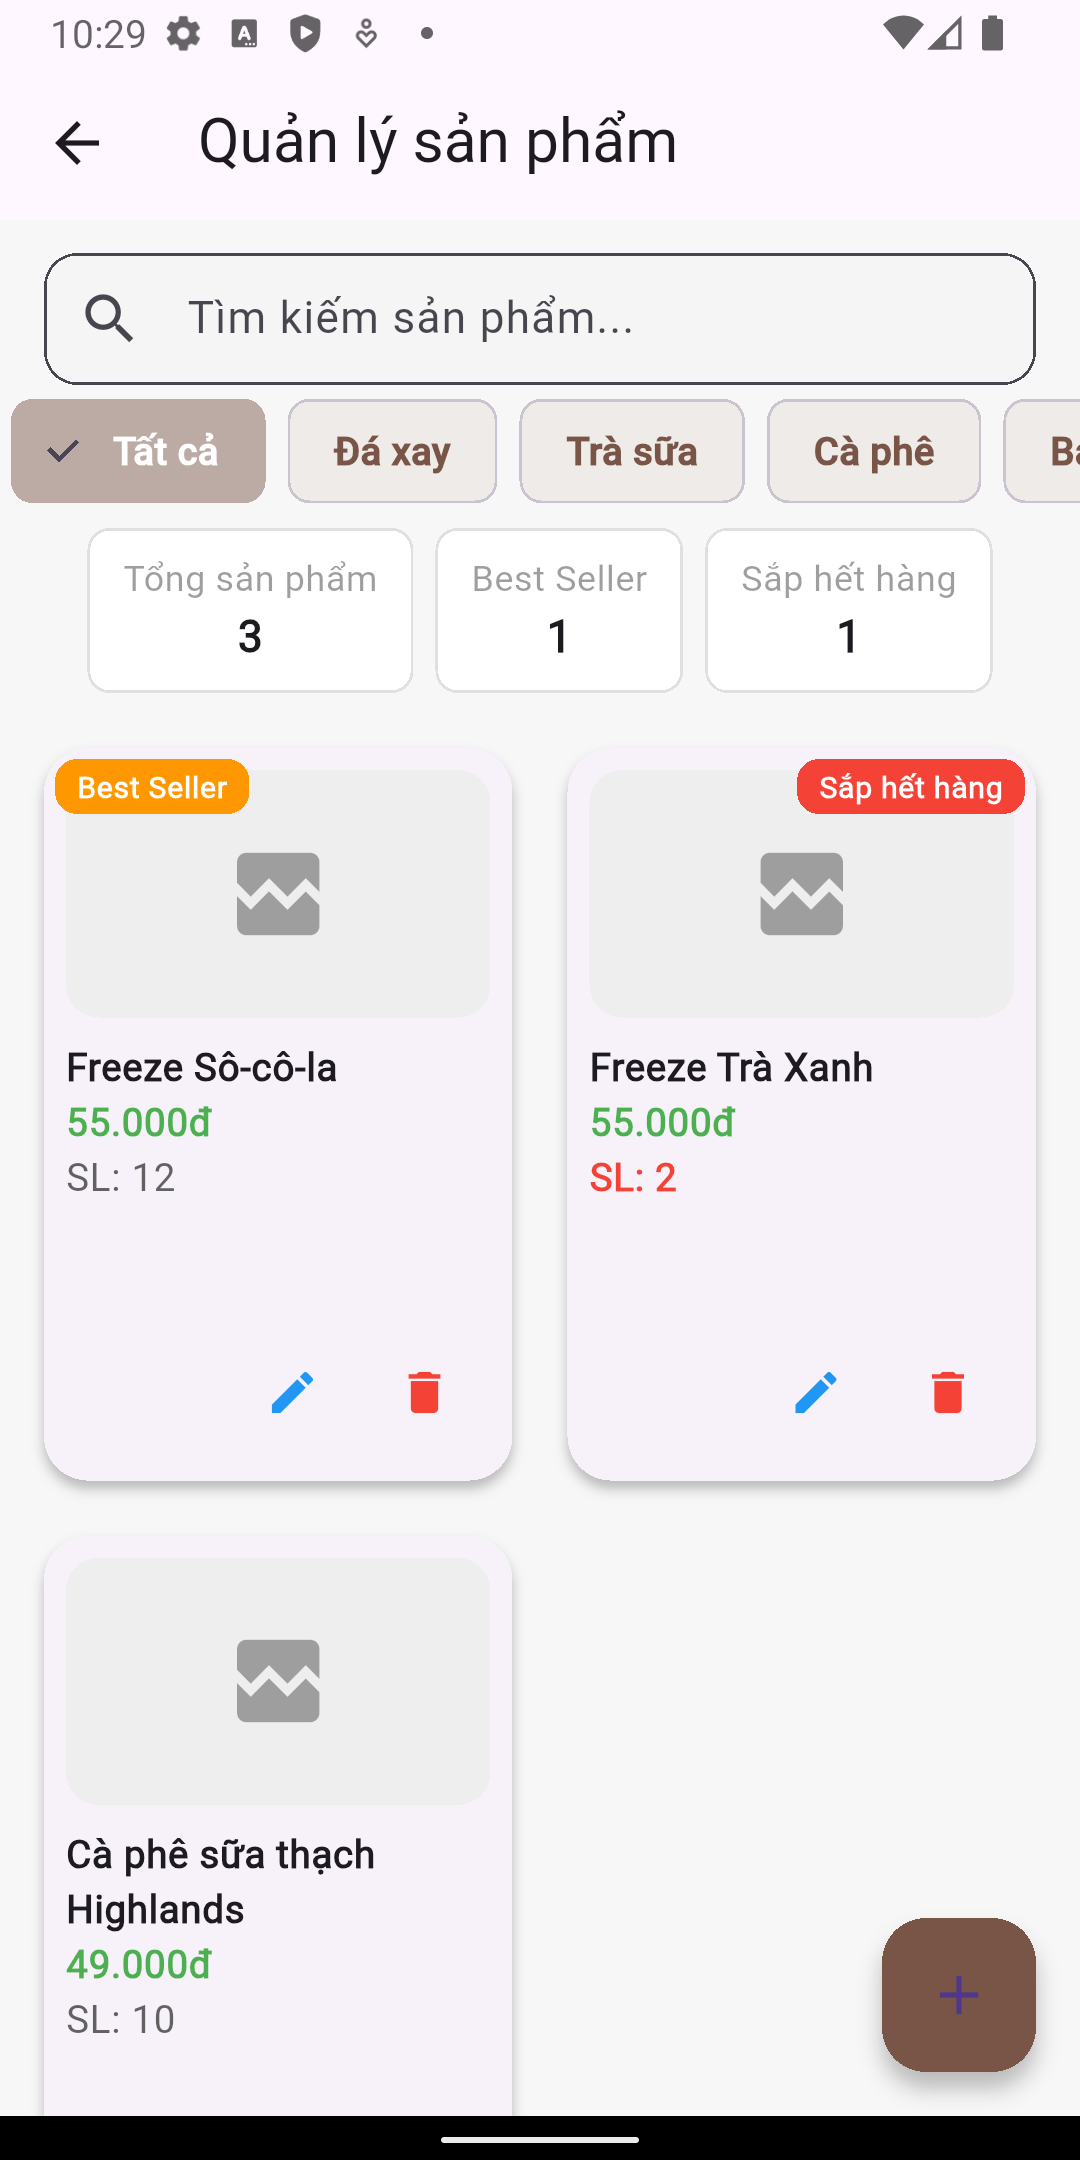 10:29
Quản lý sản phẩm
Tìm kiếm sản phẩm...
Tất cả
Đá xay
Trà sữa
Cà phê
Tổng sản phẩm
3
Best Seller
1
Sắp hết hàng
1
Best Seller
Freeze Sô-cô-la
55.000đ
SL: 12
Sắp hết hàng
Freeze Trà Xanh
55.000đ
SL: 2
Cà phê sữa thạch
Highlands
49.000đ
SL: 10